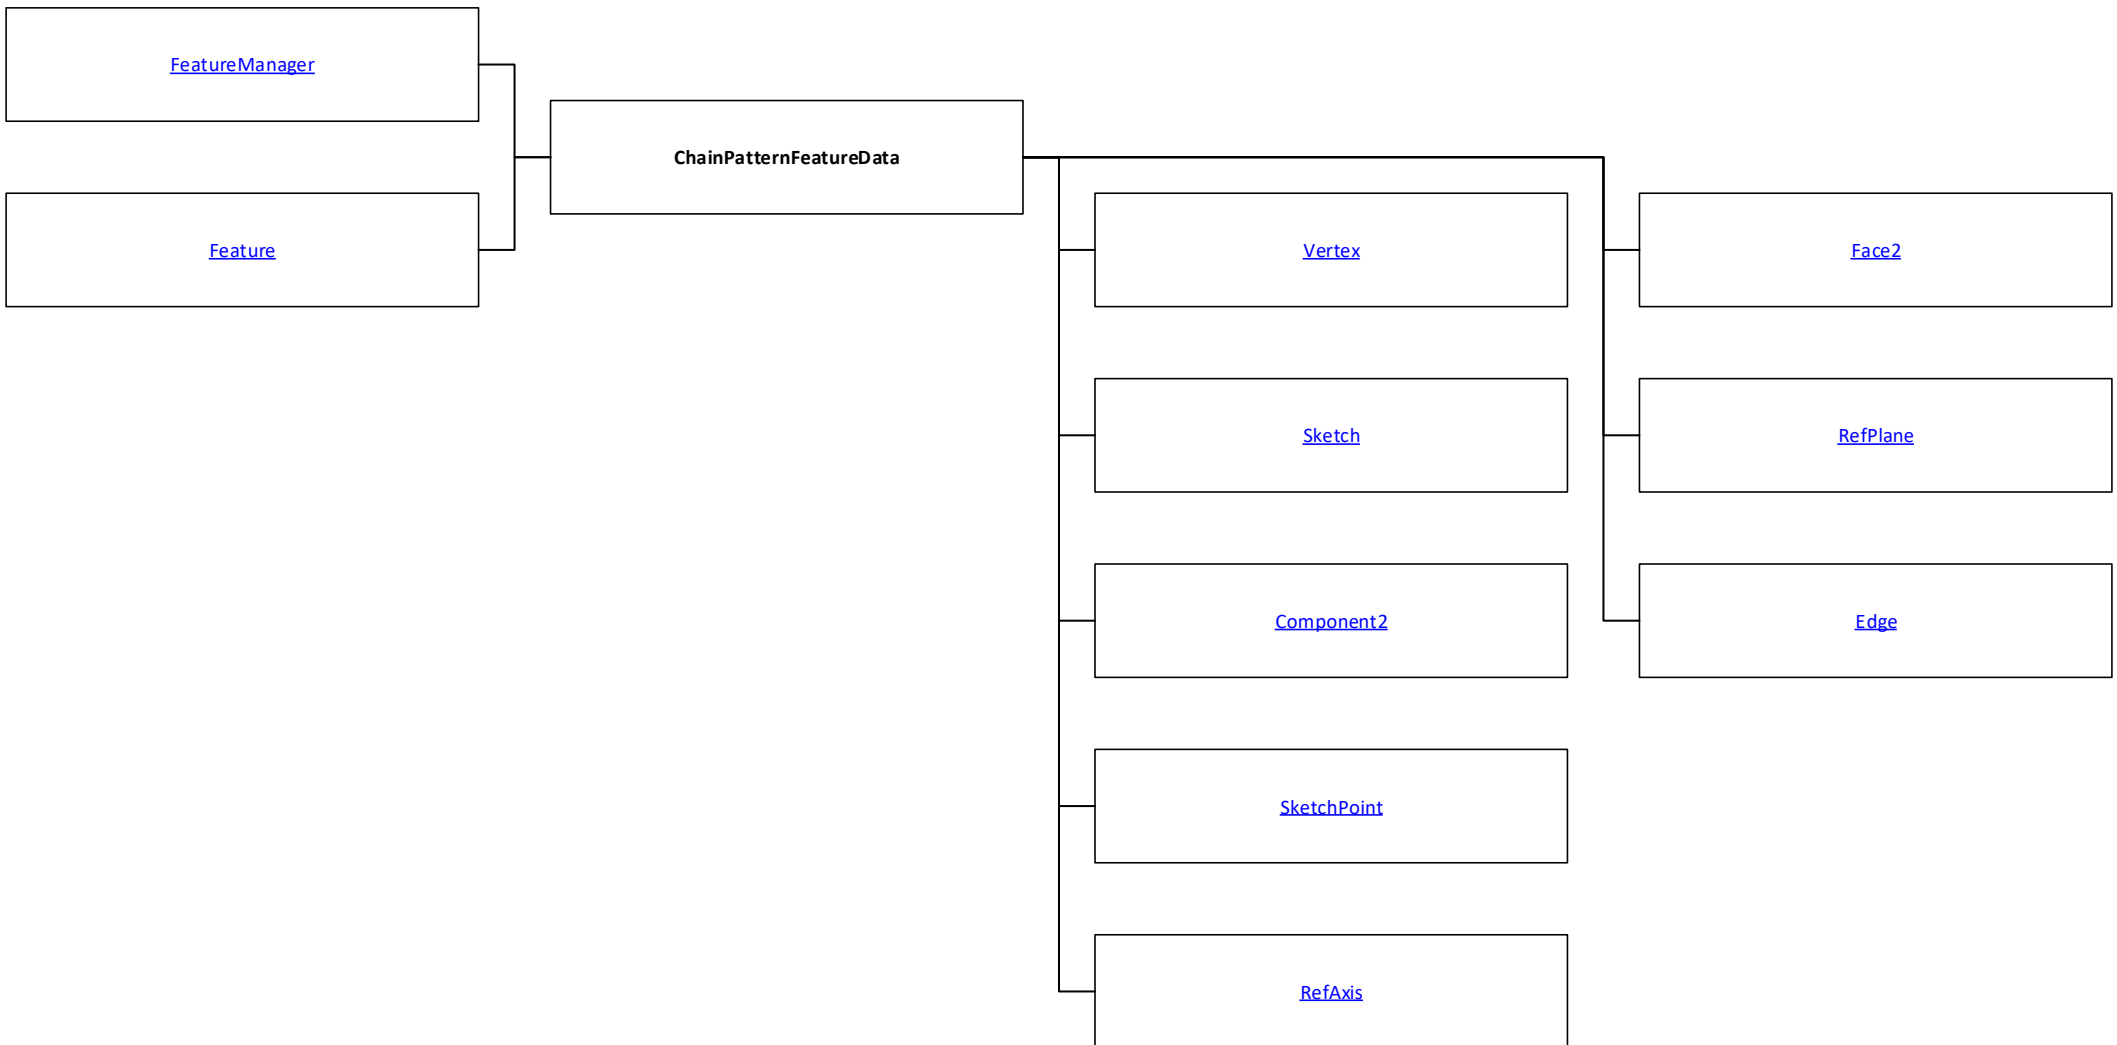 FeatureManager
ChainPatternFeatureData
Feature
Vertex
Face2
Sketch
RefPlane
Component2
Edge
SketchPoint
RefAxis